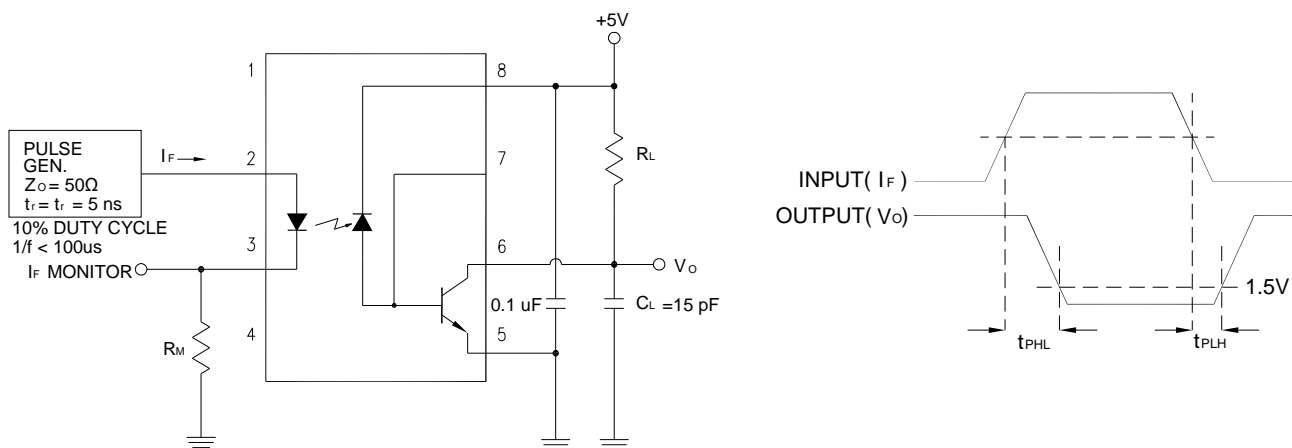 +5V
1
8
PULSE
GEN.
Zo = 50Ω
tr = tr = 5 ns
10% DUTY CYCLE
1/f < 100us
IF
2
7
RL
3
6
IF MONITOR
Vo
0.1 uF
CL =15 pF
4
5
RM
INPUT( IF )
OUTPUT( Vo)
1.5V
tPHL
tPLH